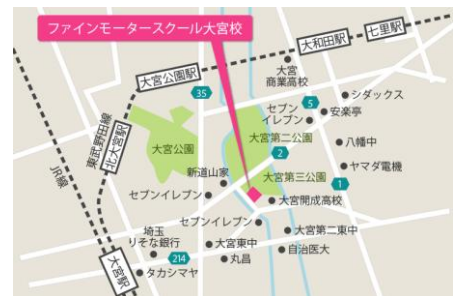 ファインモータースクール大宮校
七里駅
大和田駅
大宮公園駅
大宮
商業高校
35
セブン
イレブン
5
シダックス
安楽亭
東武野田線
北大宮駅
JR線
大宮公園
大宮第二公園
2
八幡中
ヤマダ電機
新道山家
大宮第三公園
1
セブンイレブン
大宮開成高校
セブンイレブン
埼玉
りそな銀行
大宮東中
大宮第二東中
自治医大
214
丸昌
大宮駅
タカシマヤ